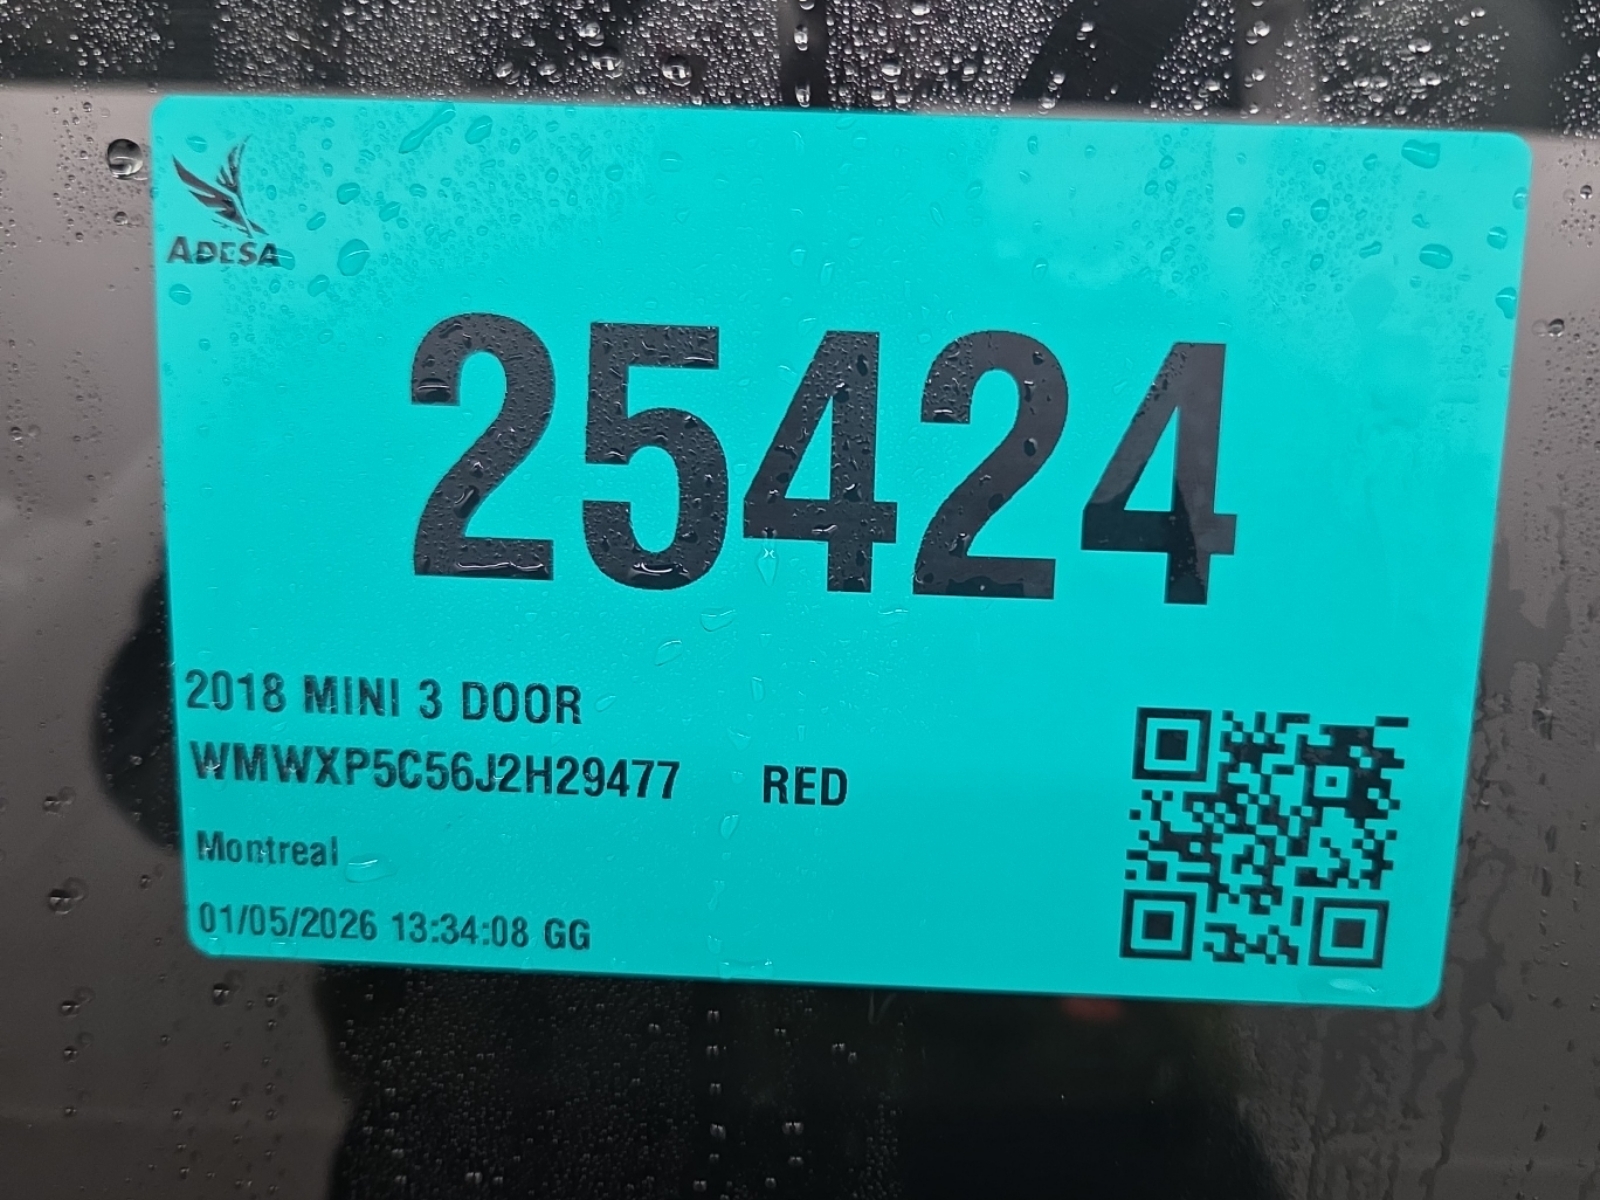 ADESA
25424
2018 MINI 3 DOOR
WMWXP5C56J2H29477 RED
Montreal
01/05/2026 13:34:08 GG